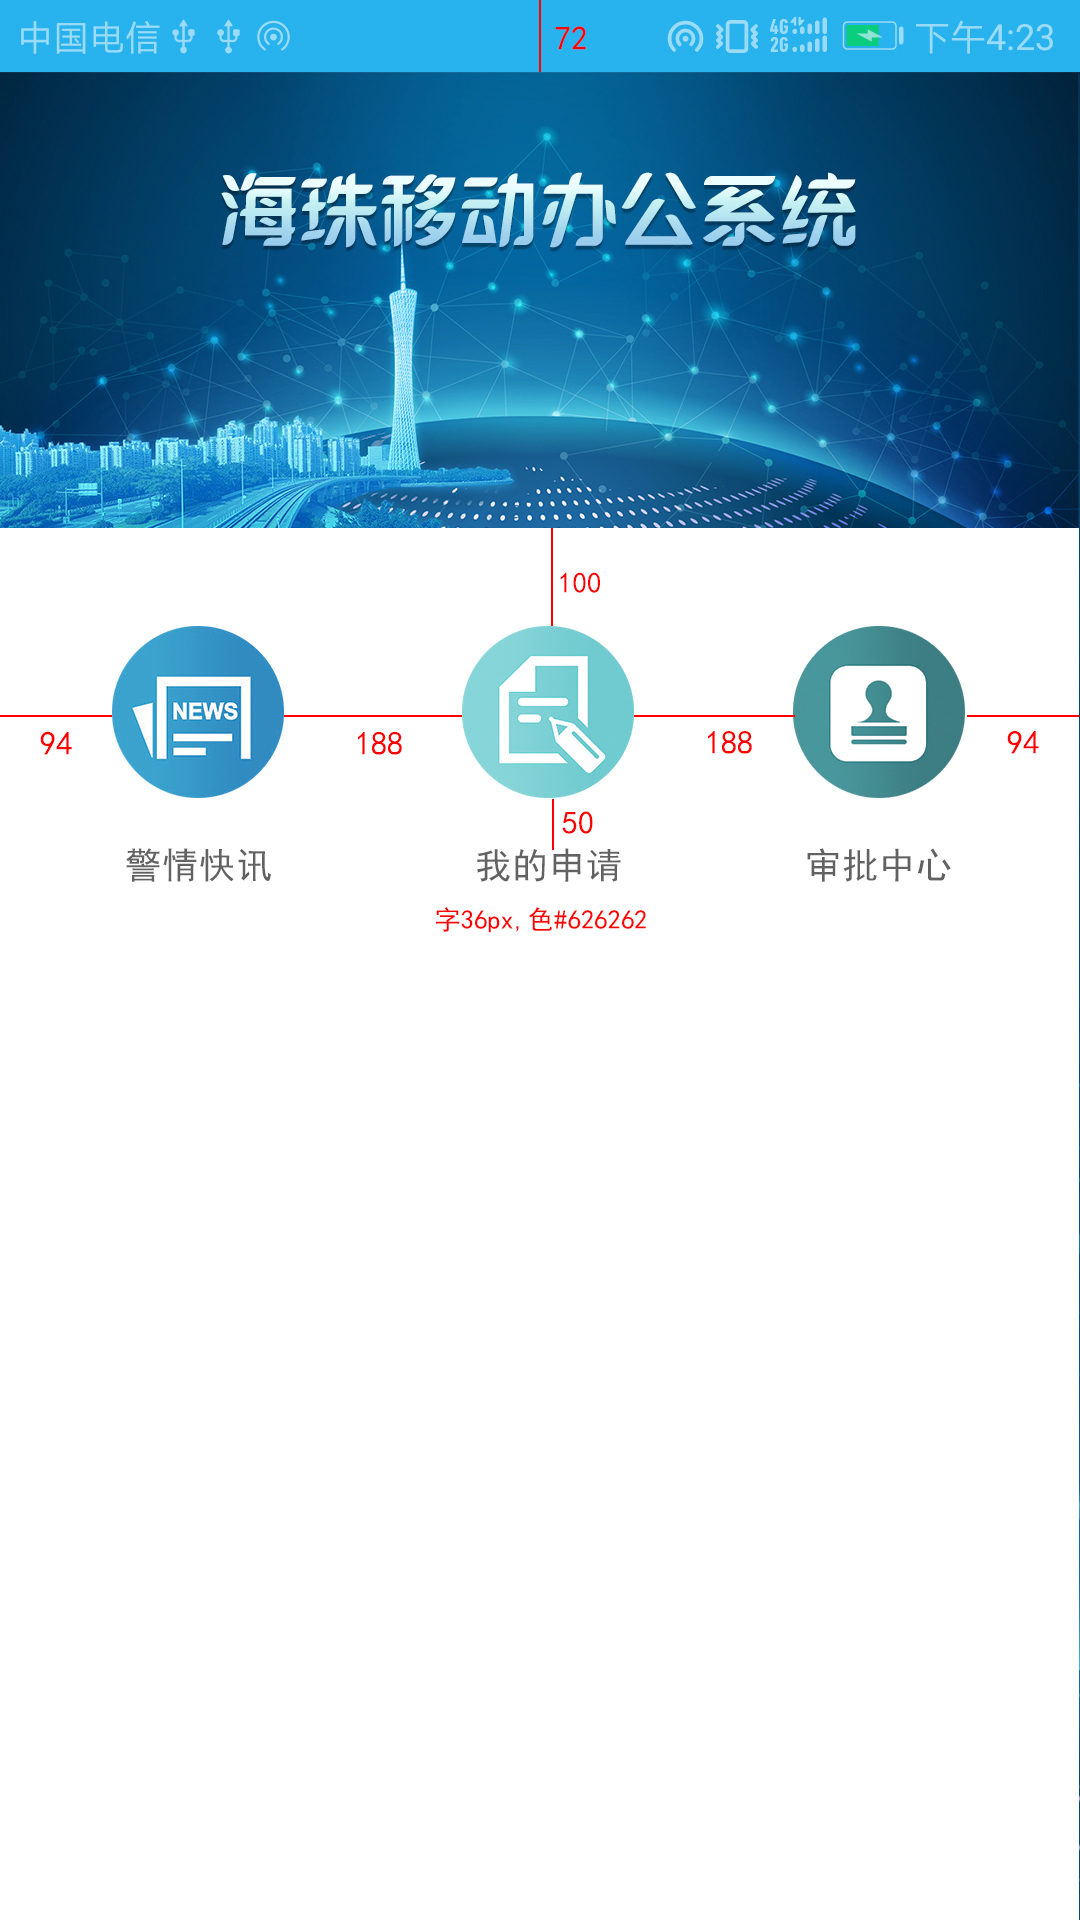 中国电信 72 4G 2G 下午4:23
海珠移动办公系统
100
NEWS
94 188 188 94
50
警情快讯 我的申请 审批中心
字36px, 色#626262